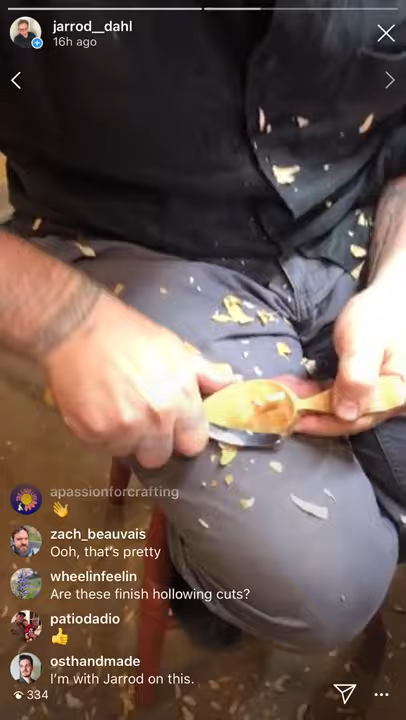 jarrod__dahl
16h ago
apassionforcrafting
👋
zach_beauvais
Ooh, that's pretty
wheelinfeelin
Are these finish hollowing cuts?
patiodadio
👍
osthandmade
I'm with Jarrod on this.
334